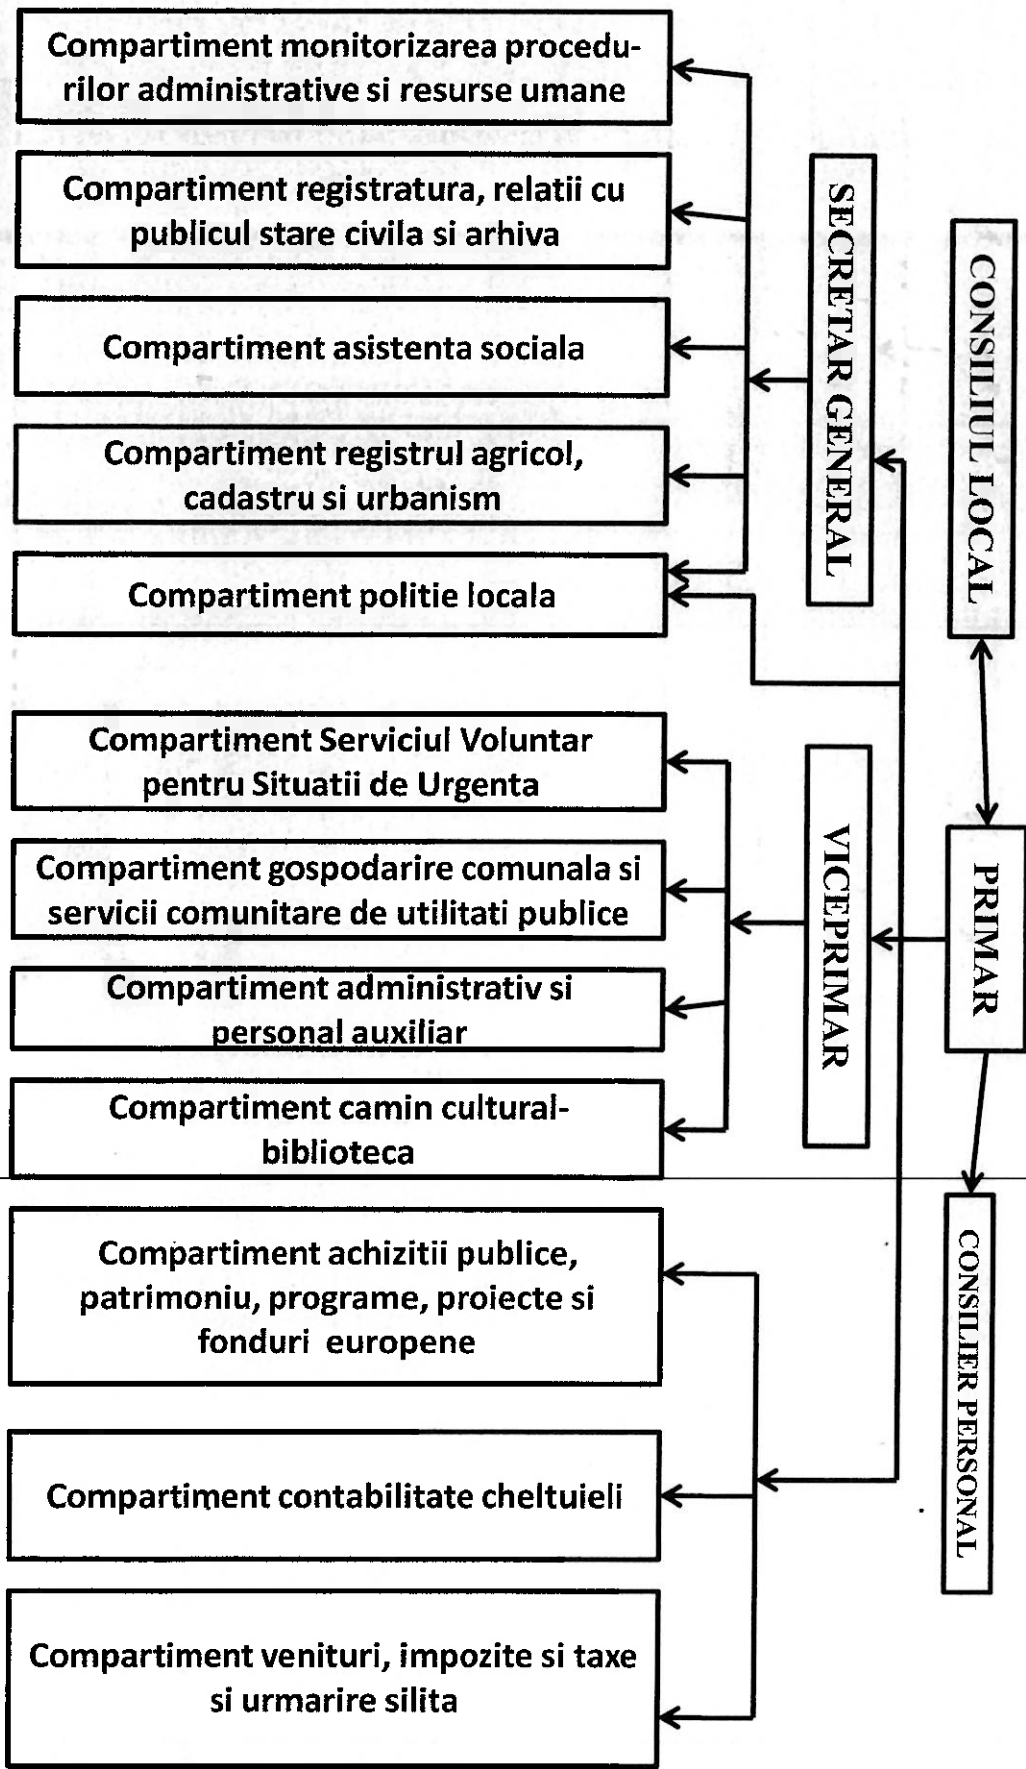 Compartiment monitorizarea procedu-
rilor administrative si resurse umane
Compartiment registratura, relatii cu
publicul stare civila si arhiva
Compartiment asistenta sociala
Compartiment registrul agricol,
cadastru si urbanism
Compartiment politie locala
Compartiment Serviciul Voluntar
pentru Situatii de Urgenta
Compartiment gospodarire comunala si
servicii comunitare de utilitati publice
Compartiment administrativ si
personal auxiliar
Compartiment camin cultural-
biblioteca
Compartiment achizitii publice,
patrimoniu, programe, proiecte si
fonduri europene
Compartiment contabilitate cheltuieli
Compartiment venituri, impozite si taxe
si urmarire silita
SECRETAR GENERAL
VICEPRIMAR
CONSILIUL LOCAL
PRIMAR
CONSILIER PERSONAL